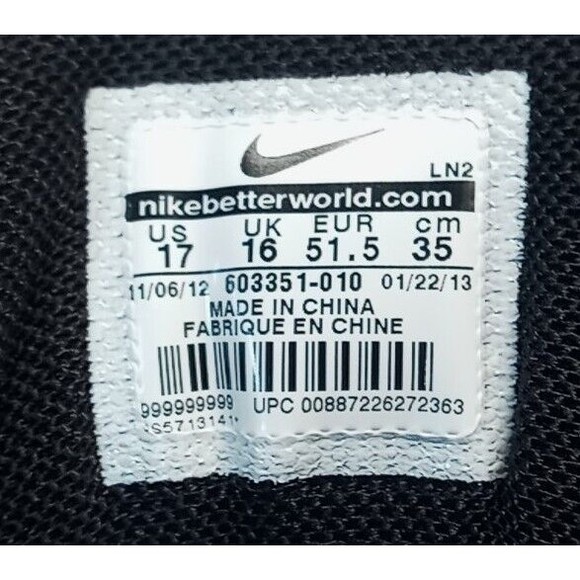 LN2
nikebetterworld.com
US UK EUR cm
17 16 51.5 35
11/06/12 603351-010 01/22/13
MADE IN CHINA
FABRIQUE EN CHINE
999999999 UPC 00887226272363
S5713141